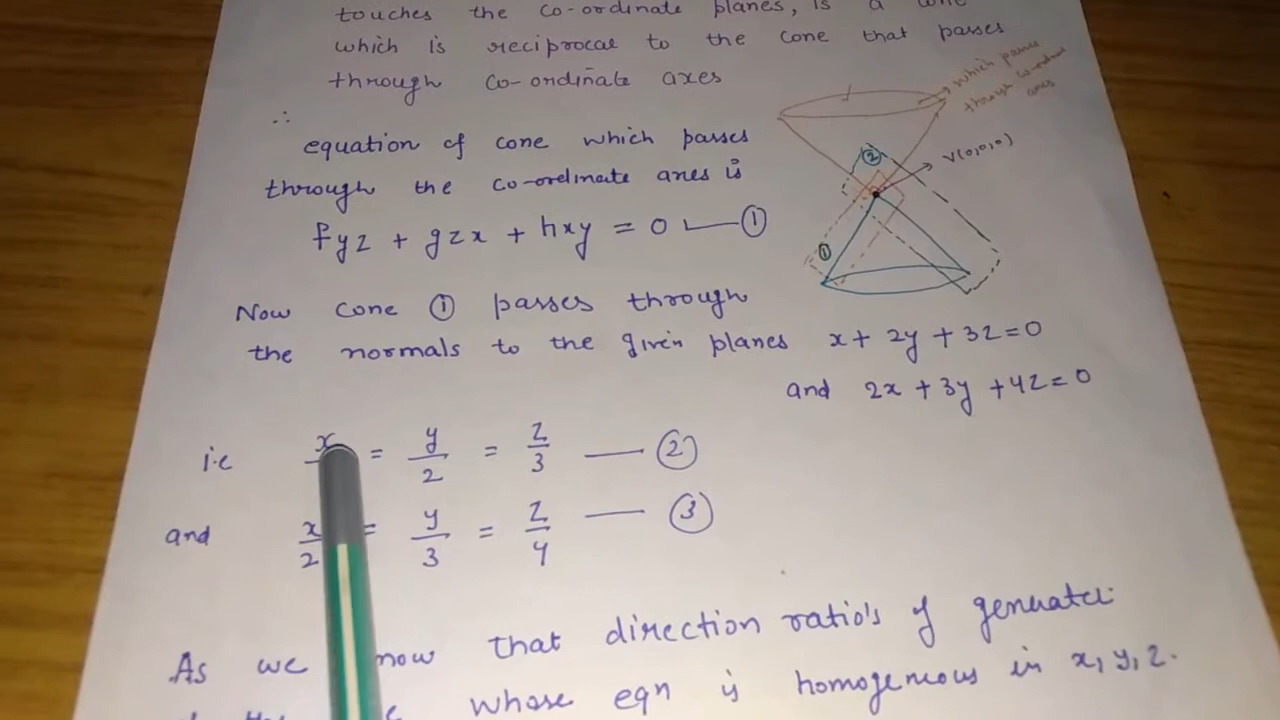 touches the co-ordinate planes, is a cone
which is reciprocal to the cone that passes
through co-ordinate axes
∴
equation of cone which passes
through the co-ordinate axes is
fyz + gzx + hxy = 0 — ①
which passes
through co-ordinate
axes
②
V(0,0,0)
①
Now cone ① passes through
the normals to the given planes x + 2y + 3z = 0
and 2x + 3y + 4z = 0
i.e x = y/2 = z/3 — ②
and x/2 = y/3 = z/4 — ③
As we now that direction ratio's of generator
whose eqn is homogeneous in x, y, z.